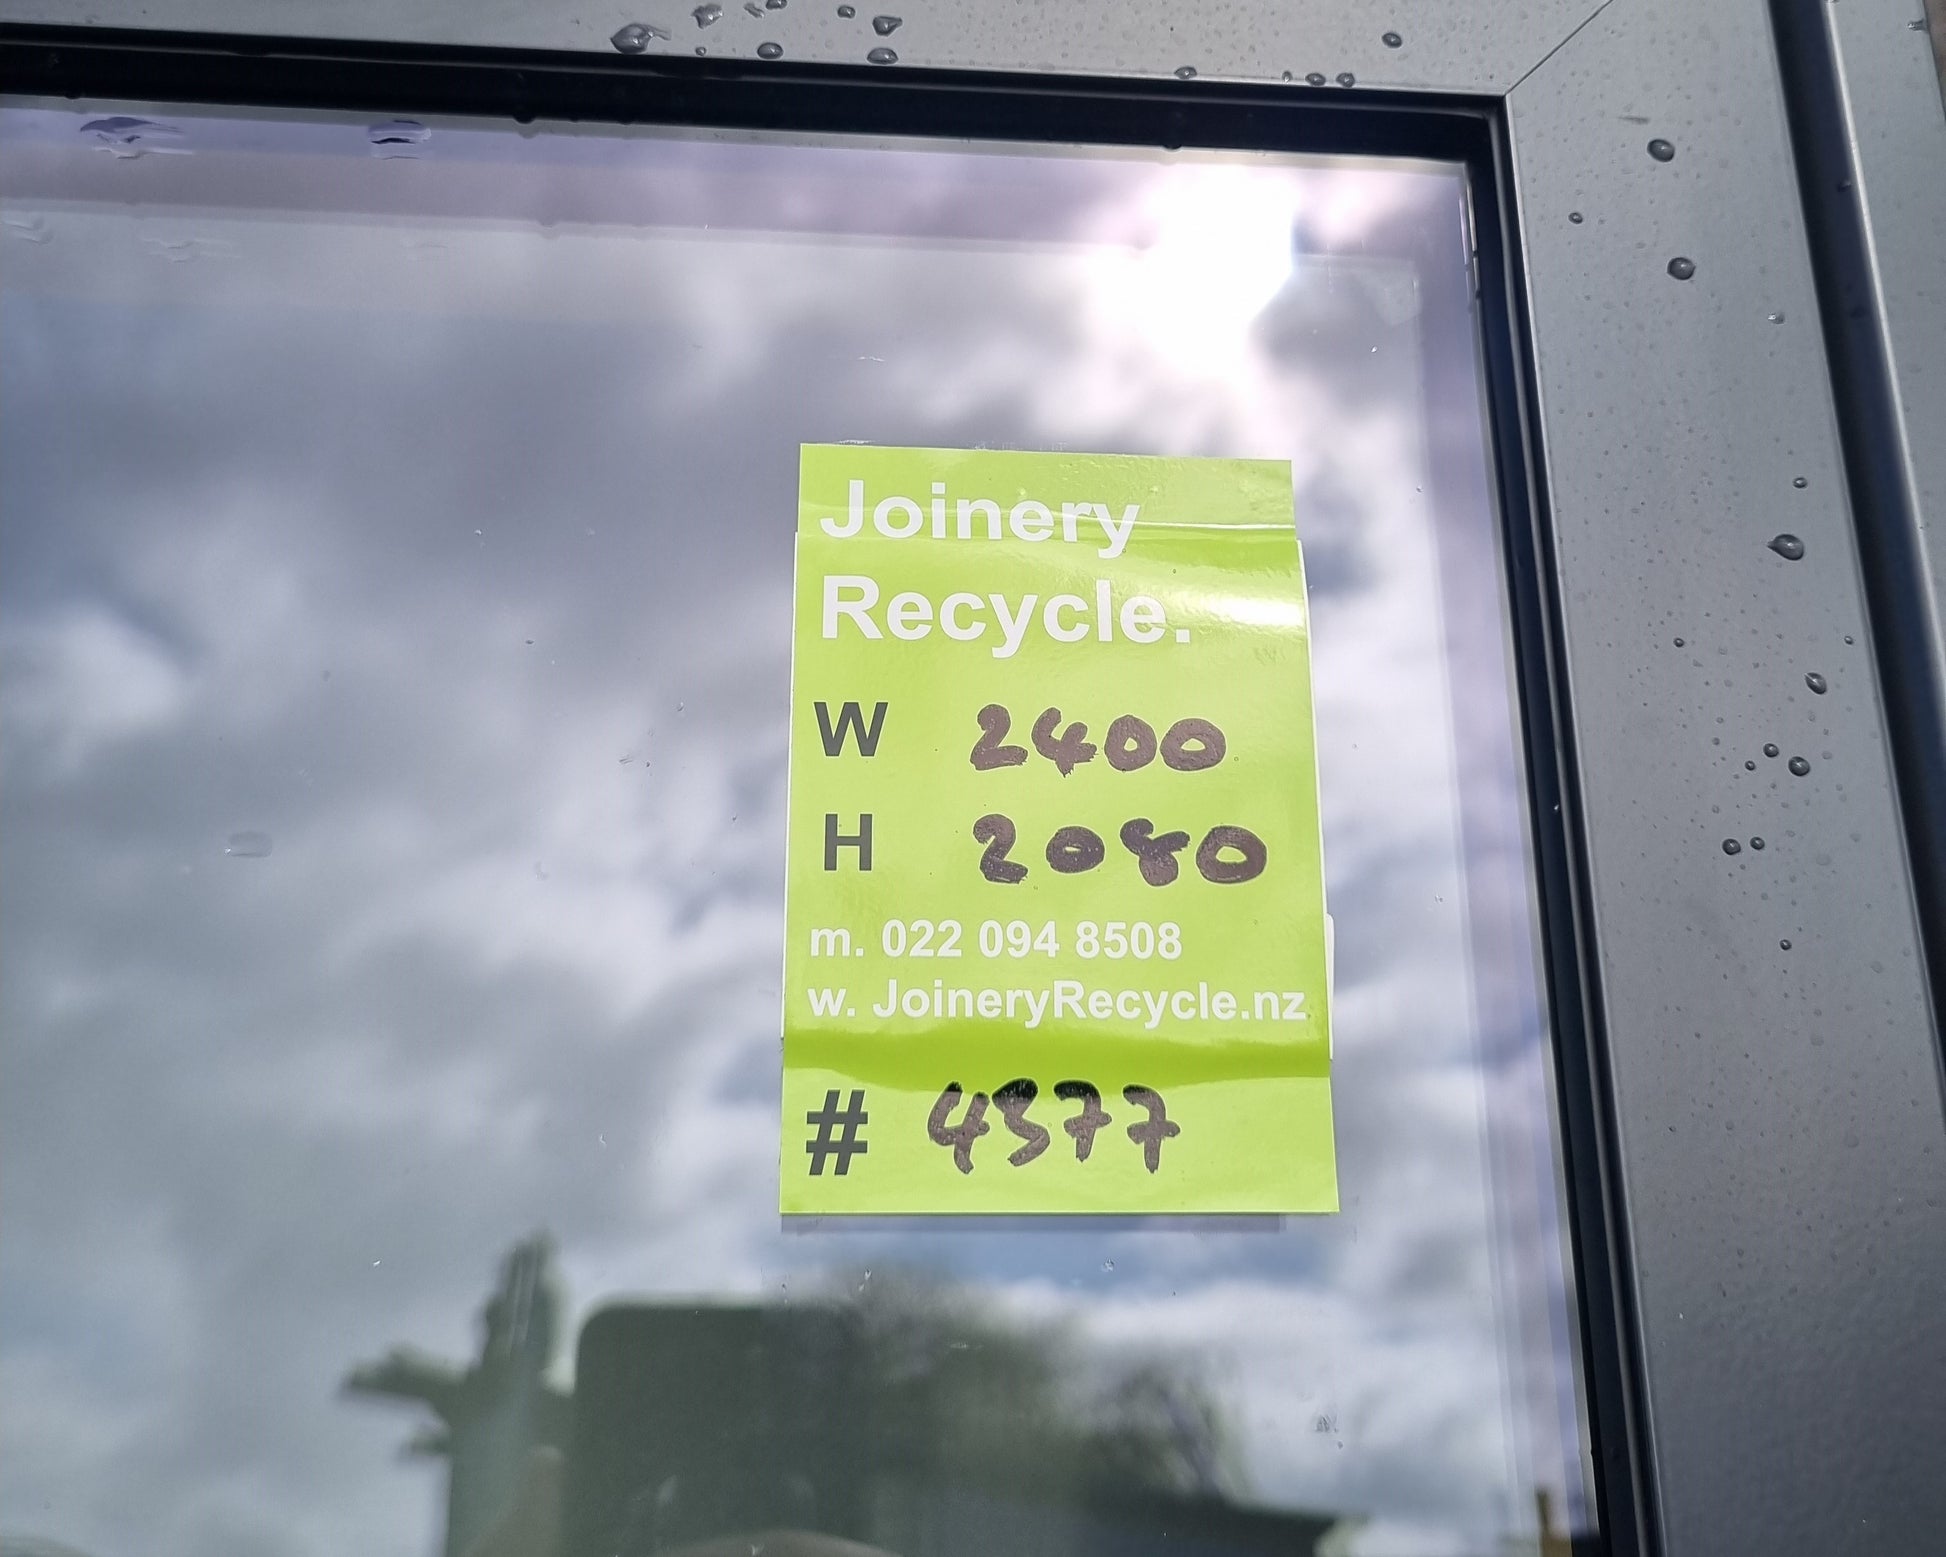 Joinery
Recycle.
W 2400
H 2080
m. 022 094 8508
w. JoineryRecycle.nz
# 4377